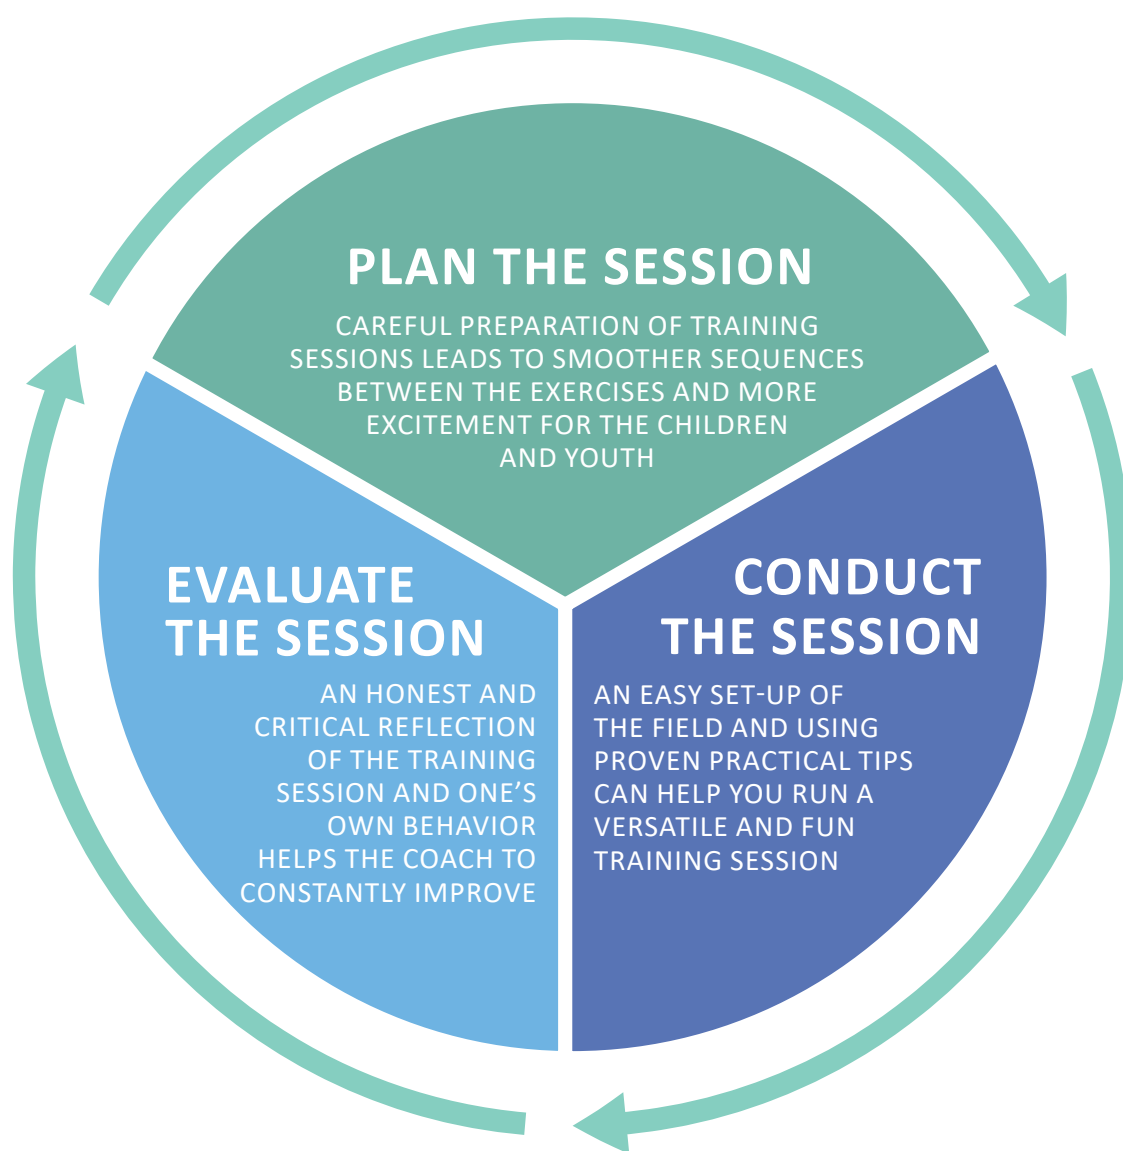 PLAN THE SESSION
CAREFUL PREPARATION OF TRAINING
SESSIONS LEADS TO SMOOTHER SEQUENCES
BETWEEN THE EXERCISES AND MORE
EXCITEMENT FOR THE CHILDREN
AND YOUTH
CONDUCT
THE SESSION
AN EASY SET-UP OF
THE FIELD AND USING
PROVEN PRACTICAL TIPS
CAN HELP YOU RUN A
VERSATILE AND FUN
TRAINING SESSION
EVALUATE
THE SESSION
AN HONEST AND
CRITICAL REFLECTION
OF THE TRAINING
SESSION AND ONE’S
OWN BEHAVIOR
HELPS THE COACH TO
CONSTANTLY IMPROVE